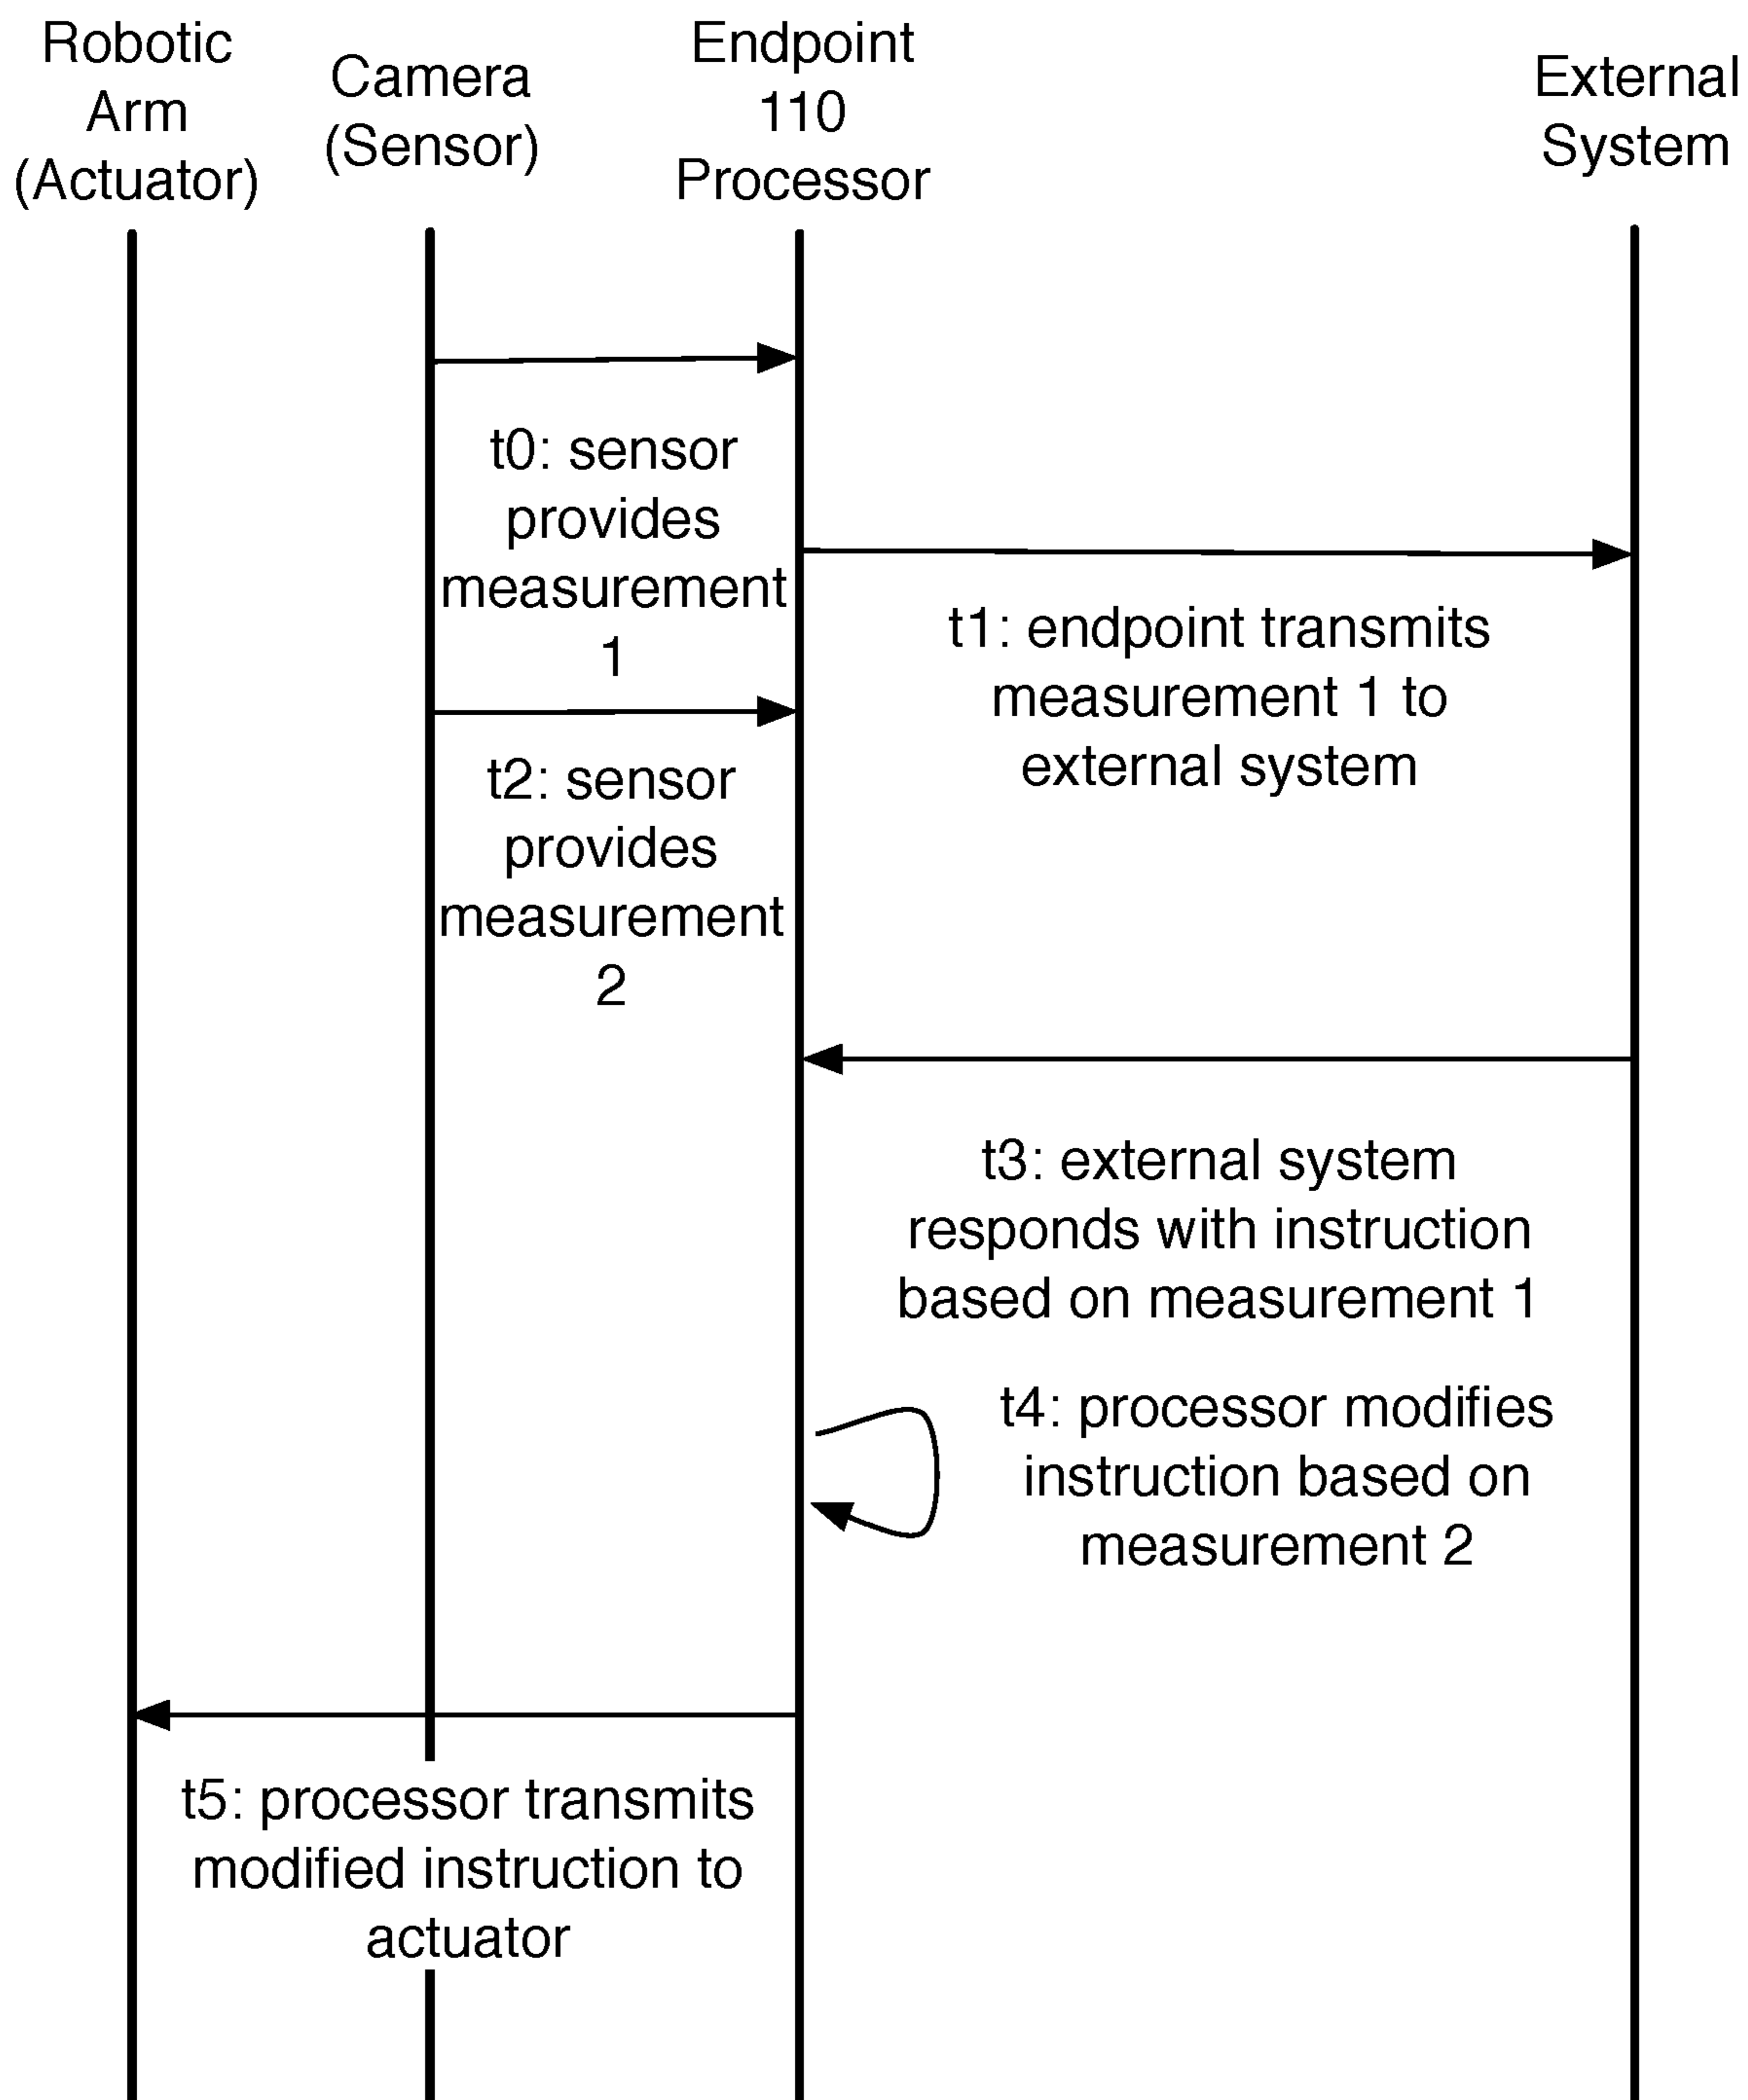 Robotic
Arm
(Actuator)
Camera
(Sensor)
Endpoint
110
Processor
External
System
t0: sensor
provides
measurement
1
t1: endpoint transmits
measurement 1 to
external system
t2: sensor
provides
measurement
2
t3: external system
responds with instruction
based on measurement 1
t4: processor modifies
instruction based on
measurement 2
t5: processor transmits
modified instruction to
actuator